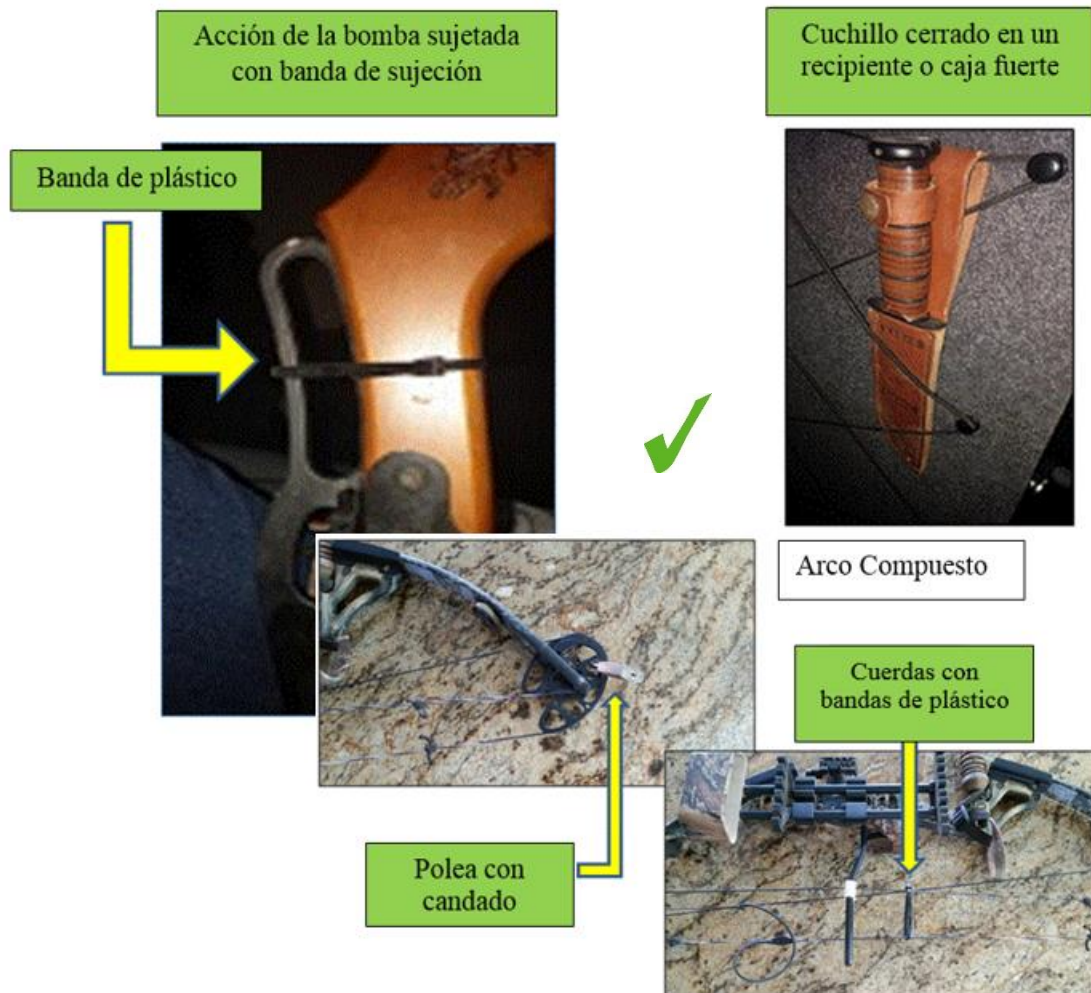 Acción de la bomba sujetada
con banda de sujeción
Cuchillo cerrado en un
recipiente o caja fuerte
Banda de plástico
Arco Compuesto
Cuerdas con
bandas de plástico
Polea con
candado